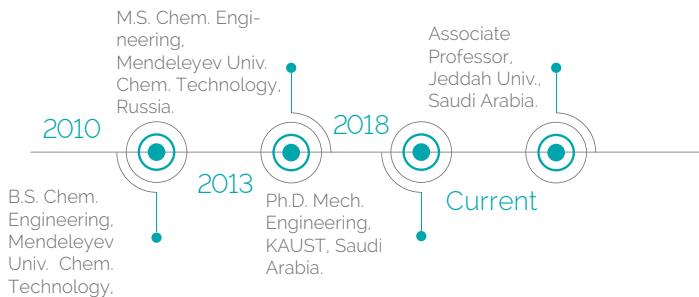 2010
B.S. Chem.
Engineering,
Mendeleyev
Univ. Chem.
Technology,
M.S. Chem. Engi-
neering,
Mendeleyev Univ.
Chem. Technology,
Russia.
2013
2018
Ph.D. Mech.
Engineering,
KAUST, Saudi
Arabia.
Associate
Professor,
Jeddah Univ.,
Saudi Arabia.
Current